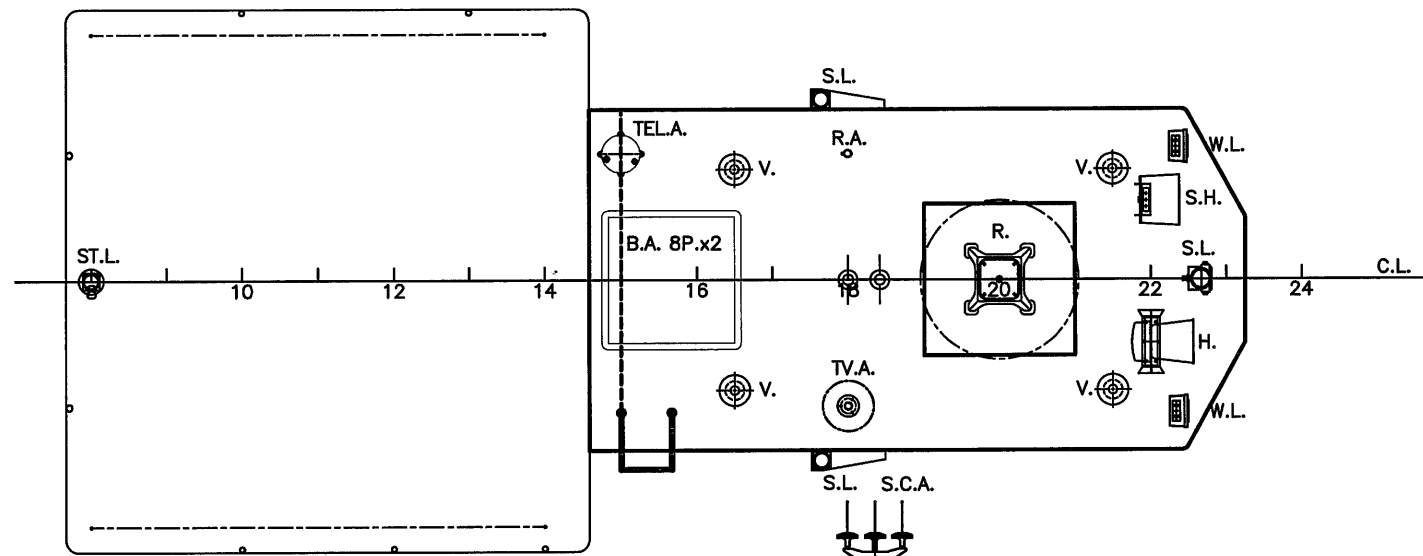 S.L.
TEL.A.
R.A.
W.L.
V.
V.
S.H.
R.
B.A. 8P.x2
S.L.
ST.L.
C.L.
10
12
14
16
18
20
22
24
H.
TV.A.
V.
V.
W.L.
S.L.
S.C.A.